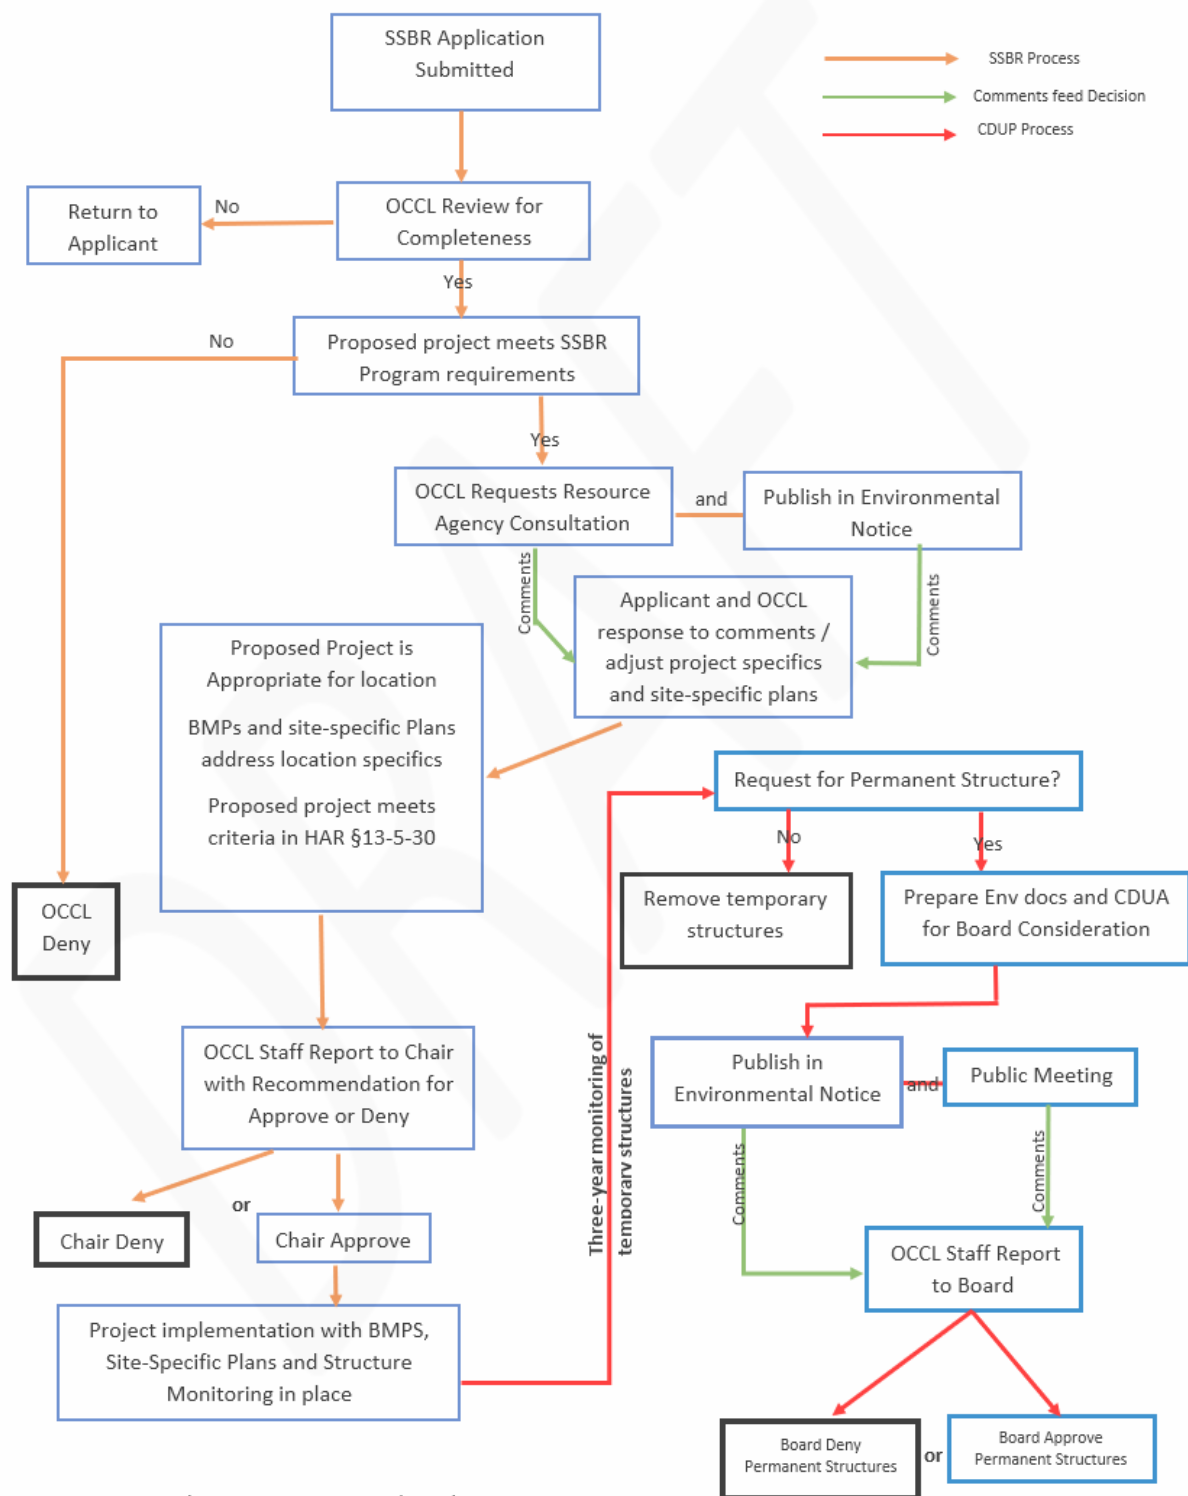 SSBR Application
Submitted
SSBR Process
Comments feed Decision
CDUP Process
OCCL Review for
Completeness
No
Return to
Applicant
Yes
Proposed project meets SSBR
Program requirements
No
Yes
OCCL Requests Resource
Agency Consultation
and
Publish in Environmental
Notice
Comments
Comments
Applicant and OCCL
response to comments /
adjust project specifics
and site-specific plans
Proposed Project is
Appropriate for location
BMPs and site-specific Plans
address location specifics
Proposed project meets
criteria in HAR §13-5-30
OCCL
Deny
Request for Permanent Structure?
No
Yes
Remove temporary
structures
Prepare Env docs and CDUA
for Board Consideration
OCCL Staff Report to Chair
with Recommendation for
Approve or Deny
Three-year monitoring of
temporary structures
Publish in
Environmental Notice
and
Public Meeting
Comments
Comments
Chair Deny
or
Chair Approve
OCCL Staff Report
to Board
Project implementation with BMPS,
Site-Specific Plans and Structure
Monitoring in place
Board Deny
Permanent Structures
or
Board Approve
Permanent Structures
DRAFT